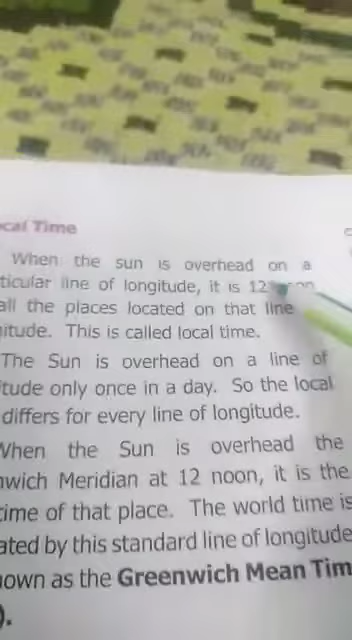 cal Time
When the sun is overhead on a
ticular line of longitude, it is 12
all the places located on that line
itude. This is called local time.
The Sun is overhead on a line of
tude only once in a day. So the local
differs for every line of longitude.
When the Sun is overhead the
wich Meridian at 12 noon, it is the
time of that place. The world time is
ated by this standard line of longitude
own as the Greenwich Mean Tim
).